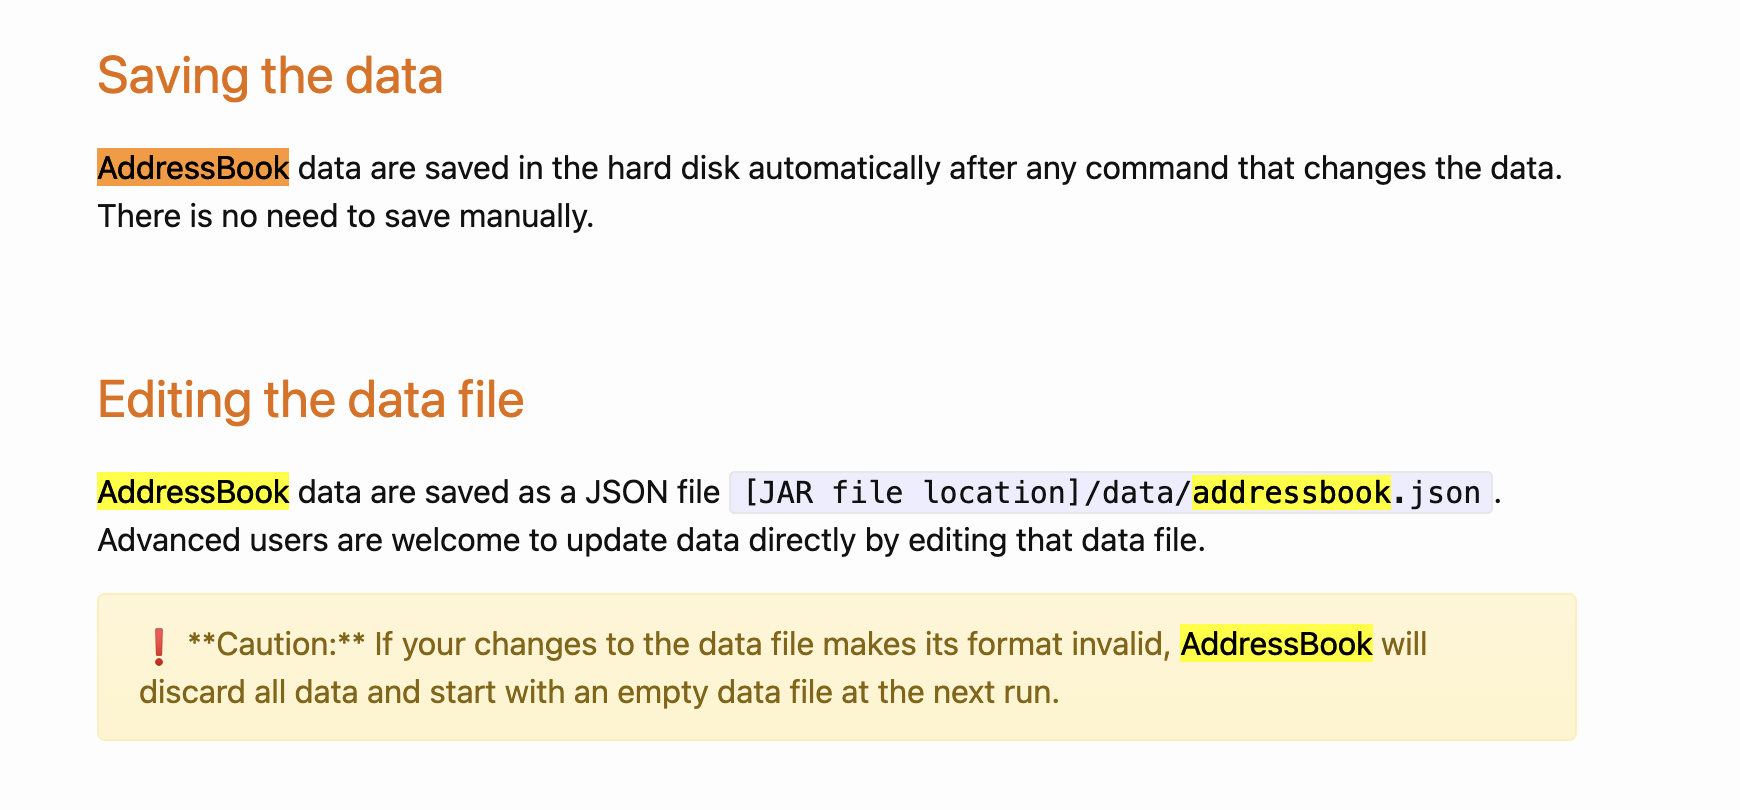 Saving the data
AddressBook data are saved in the hard disk automatically after any command that changes the data.
There is no need to save manually.
Editing the data file
AddressBook data are saved as a JSON file [JAR file location]/data/addressbook.json.
Advanced users are welcome to update data directly by editing that data file.
❗ **Caution:** If your changes to the data file makes its format invalid, AddressBook will
discard all data and start with an empty data file at the next run.